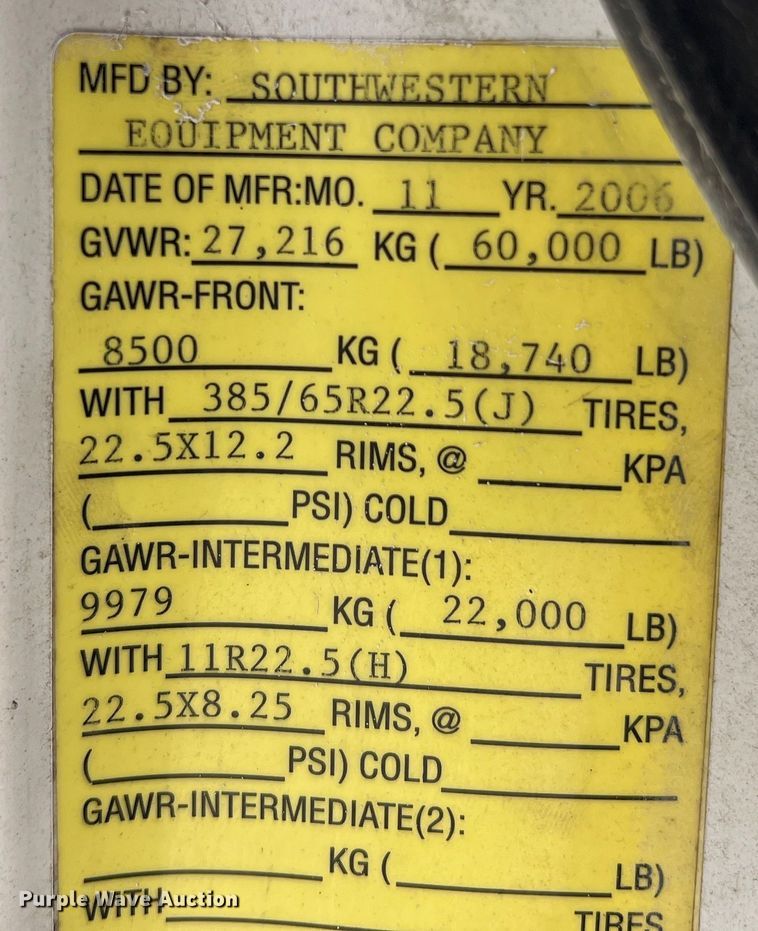 MFD BY: SOUTHWESTERN
EQUIPMENT COMPANY
DATE OF MFR:MO. 11 YR. 2006
GVWR: 27,216 KG ( 60,000 LB)
GAWR-FRONT:
8500 KG ( 18,740 LB)
WITH 385/65R22.5(J) TIRES,
22.5X12.2 RIMS, @ KPA
( PSI) COLD
GAWR-INTERMEDIATE(1):
9979 KG ( 22,000 LB)
WITH 11R22.5(H) TIRES,
22.5X8.25 RIMS, @ KPA
( PSI) COLD
GAWR-INTERMEDIATE(2):
KG ( LB)
WITH TIRES
Purple Wave Auction